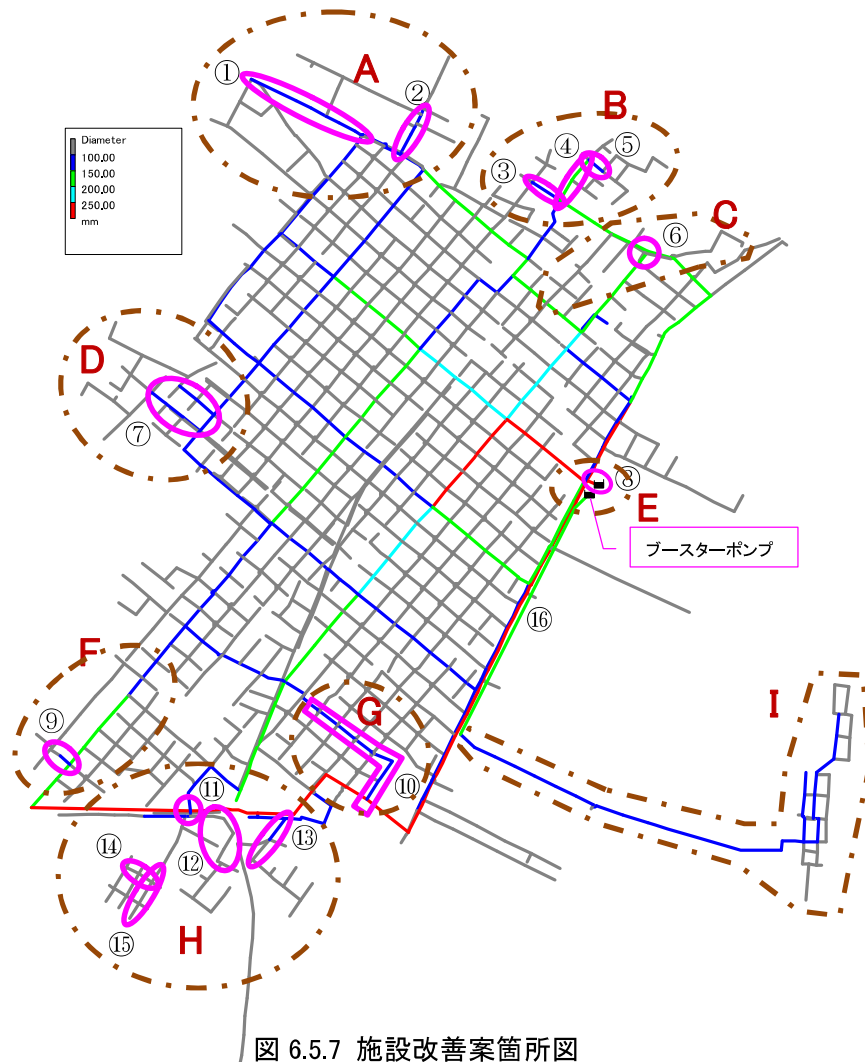 A
①
②
B
⑤
④
③
C
⑥
Diameter
100.00
150.00
200.00
250.00
mm
D
⑦
⑧
E
ブースターポンプ
⑯
F
⑨
G
I
⑩
⑪
⑬
⑫
⑭
⑮
H
図 6.5.7 施設改善案箇所図